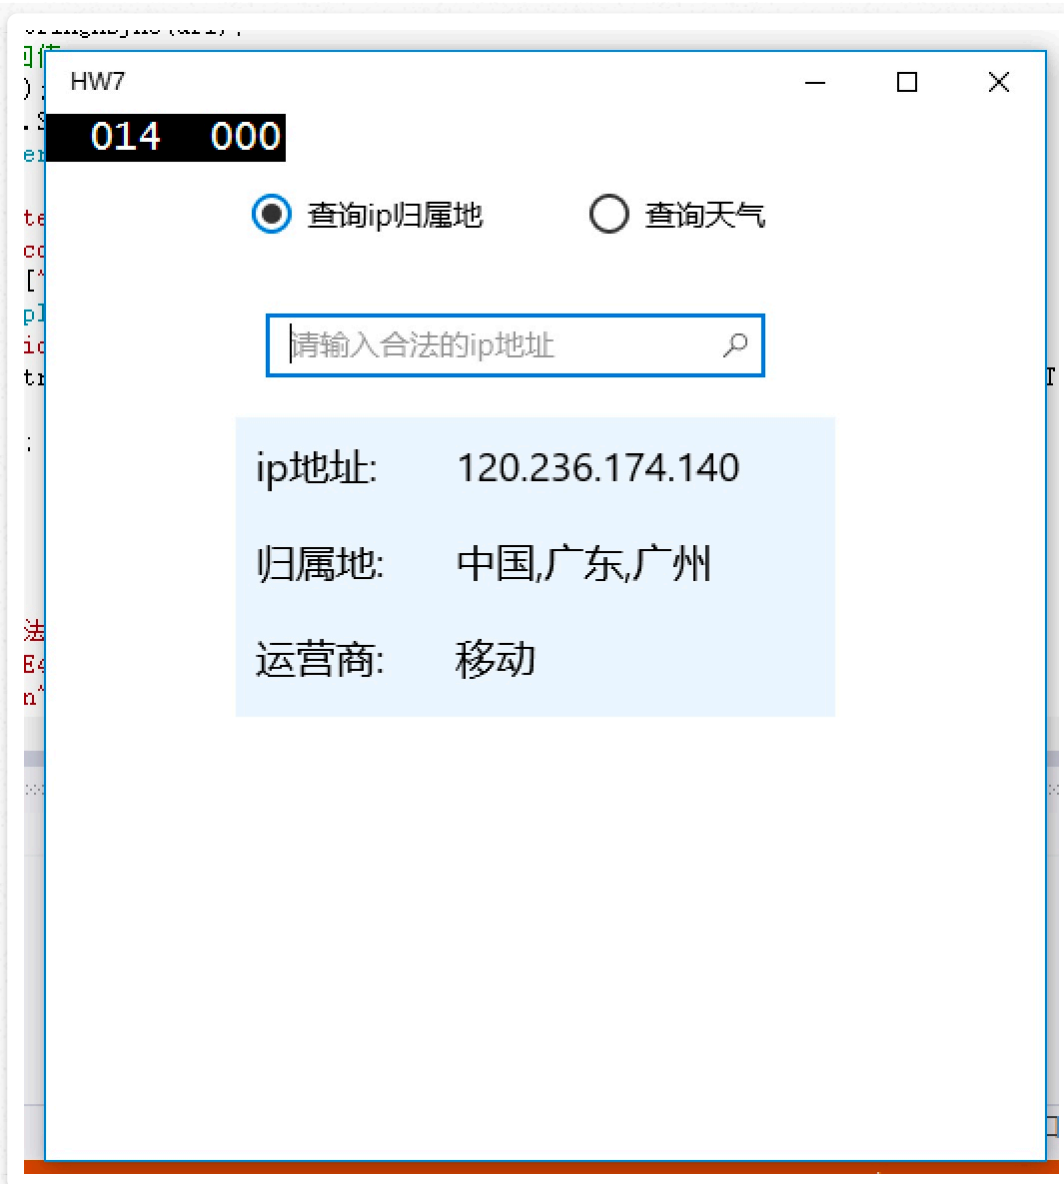 HW7
014 000
查询ip归属地 查询天气
请输入合法的ip地址
ip地址: 120.236.174.140
归属地: 中国,广东,广州
运营商: 移动
法